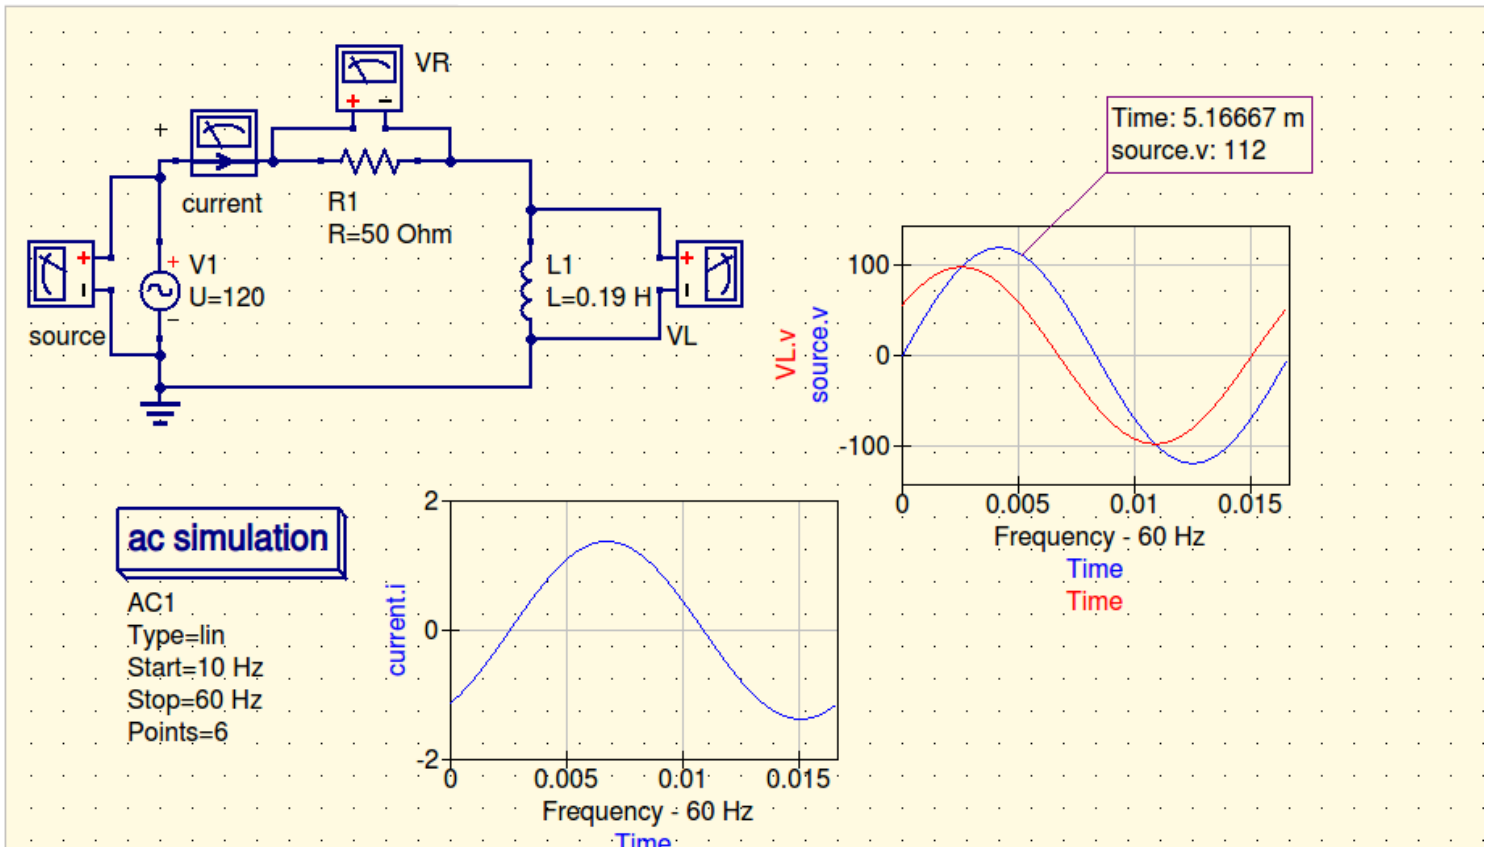 VR
+ −
+
current
R1
R=50 Ohm
+
V1
U=120
−
+
I
source
L1
L=0.19 H
+
I
VL
Time: 5.16667 m
source.v: 112
VL.v
source.v
100
0
-100
0 0.005 0.01 0.015
Frequency - 60 Hz
Time
Time
ac simulation
AC1
Type=lin
Start=10 Hz
Stop=60 Hz
Points=6
current.i
2
0
-2
0 0.005 0.01 0.015
Frequency - 60 Hz
Time